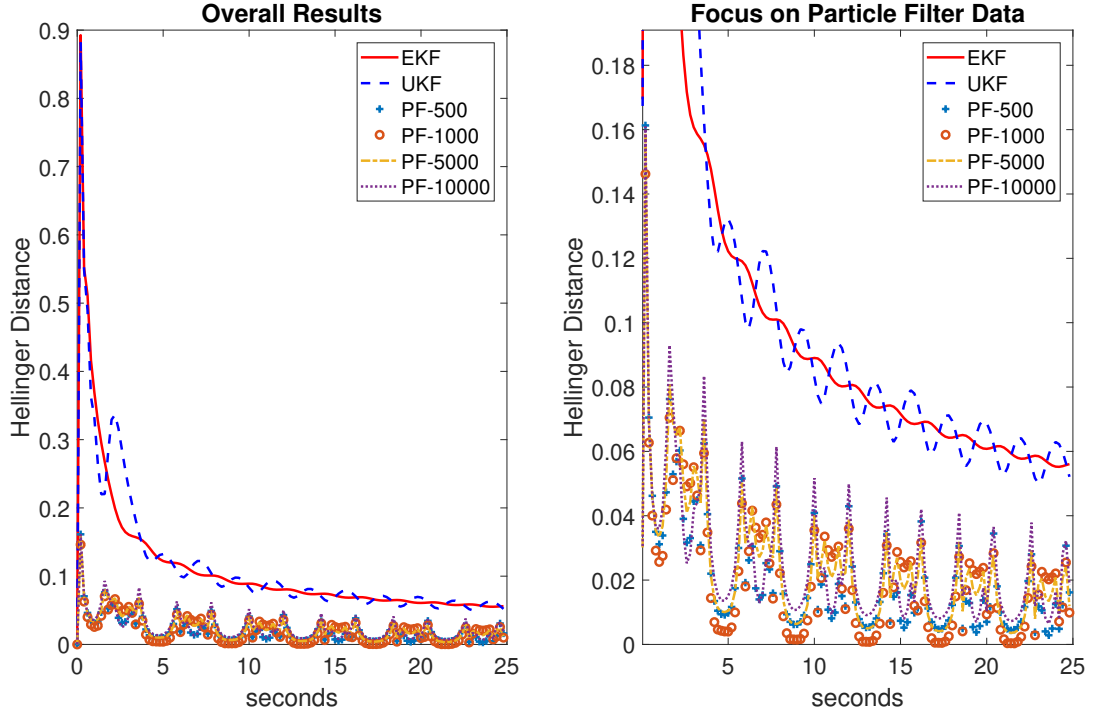 Overall Results
0.9
0.8
0.7
0.6
0.5
0.4
0.3
0.2
0.1
0
Hellinger Distance
EKF
UKF
PF-500
PF-1000
PF-5000
PF-10000
0 5 10 15 20 25
seconds
Focus on Particle Filter Data
0.18
0.16
0.14
0.12
0.1
0.08
0.06
0.04
0.02
0
Hellinger Distance
EKF
UKF
PF-500
PF-1000
PF-5000
PF-10000
5 10 15 20 25
seconds